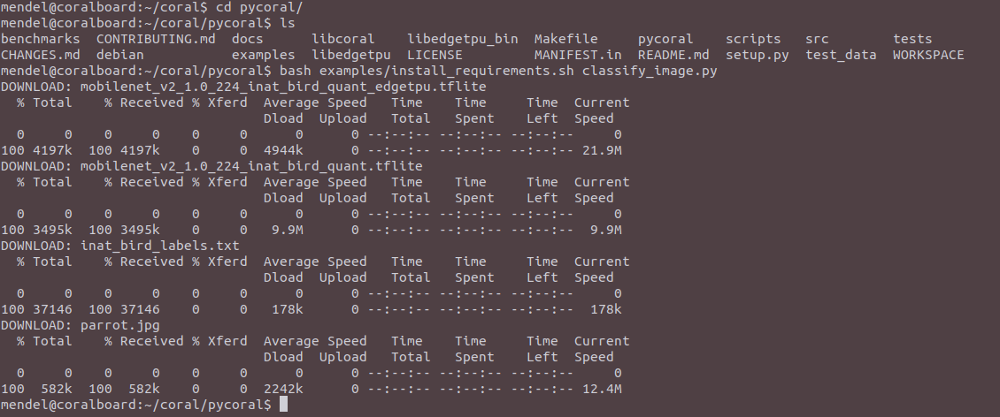 mendel@coralboard:~/coral$ cd pycoral/
mendel@coralboard:~/coral/pycoral$ ls
benchmarks  CONTRIBUTING.md  docs      libcoral   libedgetpu_bin  Makefile     pycoral    scripts   src        tests
CHANGES.md  debian           examples  libedgetpu  LICENSE         MANIFEST.in  README.md  setup.py  test_data  WORKSPACE
mendel@coralboard:~/coral/pycoral$ bash examples/install_requirements.sh classify_image.py
DOWNLOAD: mobilenet_v2_1.0_224_inat_bird_quant_edgetpu.tflite
% Total    % Received % Xferd  Average Speed   Time    Time     Time  Current
Dload  Upload   Total   Spent    Left  Speed
0     0    0     0    0     0      0      0 --:--:-- --:--:-- --:--:--     0
100 4197k  100 4197k    0     0  4944k      0 --:--:-- --:--:-- --:--:-- 21.9M
DOWNLOAD: mobilenet_v2_1.0_224_inat_bird_quant.tflite
% Total    % Received % Xferd  Average Speed   Time    Time     Time  Current
Dload  Upload   Total   Spent    Left  Speed
0     0    0     0    0     0      0      0 --:--:-- --:--:-- --:--:--     0
100 3495k  100 3495k    0     0   9.9M      0 --:--:-- --:--:-- --:--:--  9.9M
DOWNLOAD: inat_bird_labels.txt
% Total    % Received % Xferd  Average Speed   Time    Time     Time  Current
Dload  Upload   Total   Spent    Left  Speed
0     0    0     0    0     0      0      0 --:--:-- --:--:-- --:--:--     0
100 37146  100 37146    0     0   178k      0 --:--:-- --:--:-- --:--:--  178k
DOWNLOAD: parrot.jpg
% Total    % Received % Xferd  Average Speed   Time    Time     Time  Current
Dload  Upload   Total   Spent    Left  Speed
0     0    0     0    0     0      0      0 --:--:-- --:--:-- --:--:--     0
100  582k  100  582k    0     0  2242k      0 --:--:-- --:--:-- --:--:-- 12.4M
mendel@coralboard:~/coral/pycoral$